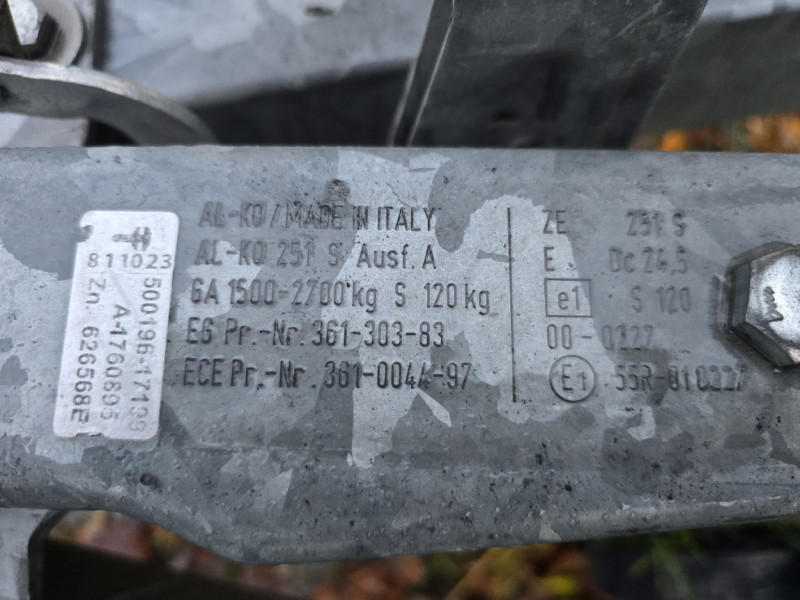 811023
500196-17199
A-1760895
Zn 626568E
AL-KO / MADE IN ITALY
AL-KO 251 S Ausf. A
GA 1500-2700 kg S 120 kg
EG Pr.-Nr. 361-303-83
ECE Pr.-Nr. 361-0044-97
ZE 251 S
E Dc 24,5
e1 S 120
00-0227
E1 55R-01 0227